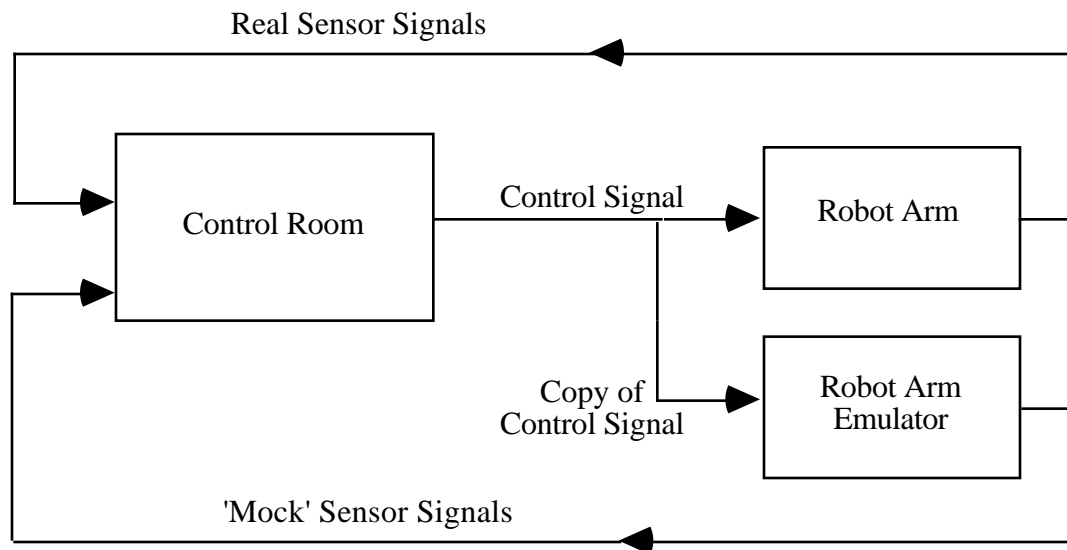 Real Sensor Signals
Control Room
Control Signal
Robot Arm
Copy of
Control Signal
Robot Arm
Emulator
'Mock' Sensor Signals